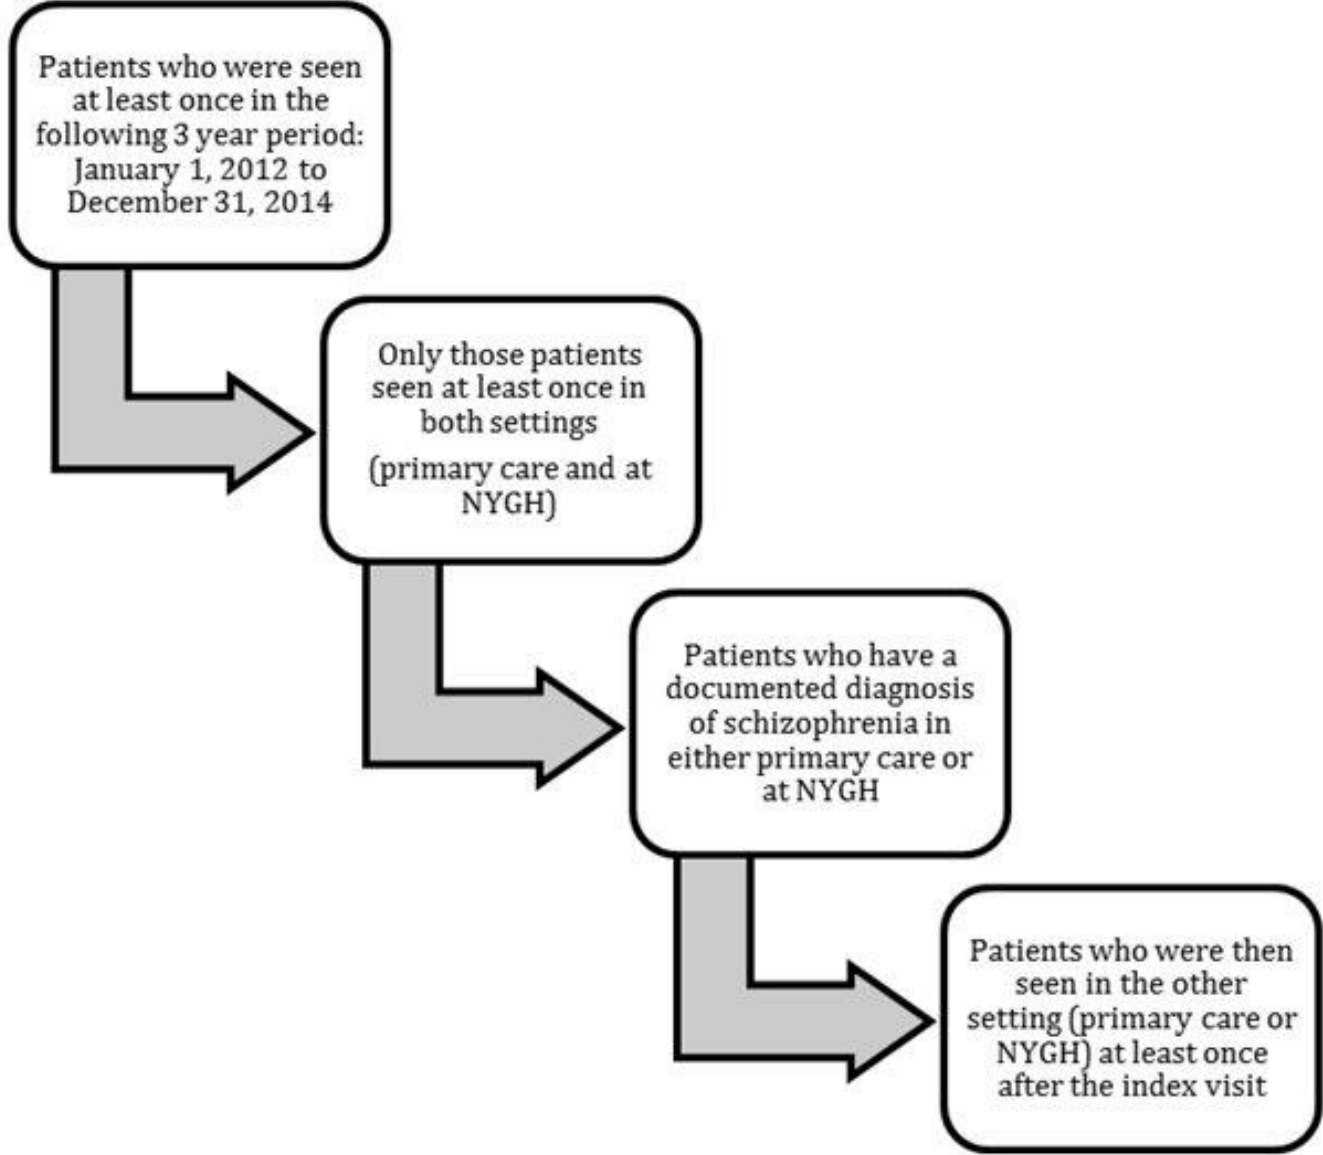 Patients who were seen
at least once in the
following 3 year period:
January 1, 2012 to
December 31, 2014
Only those patients
seen at least once in
both settings
(primary care and at
NYGH)
Patients who have a
documented diagnosis
of schizophrenia in
either primary care or
at NYGH
Patients who were then
seen in the other
setting (primary care or
NYGH) at least once
after the index visit